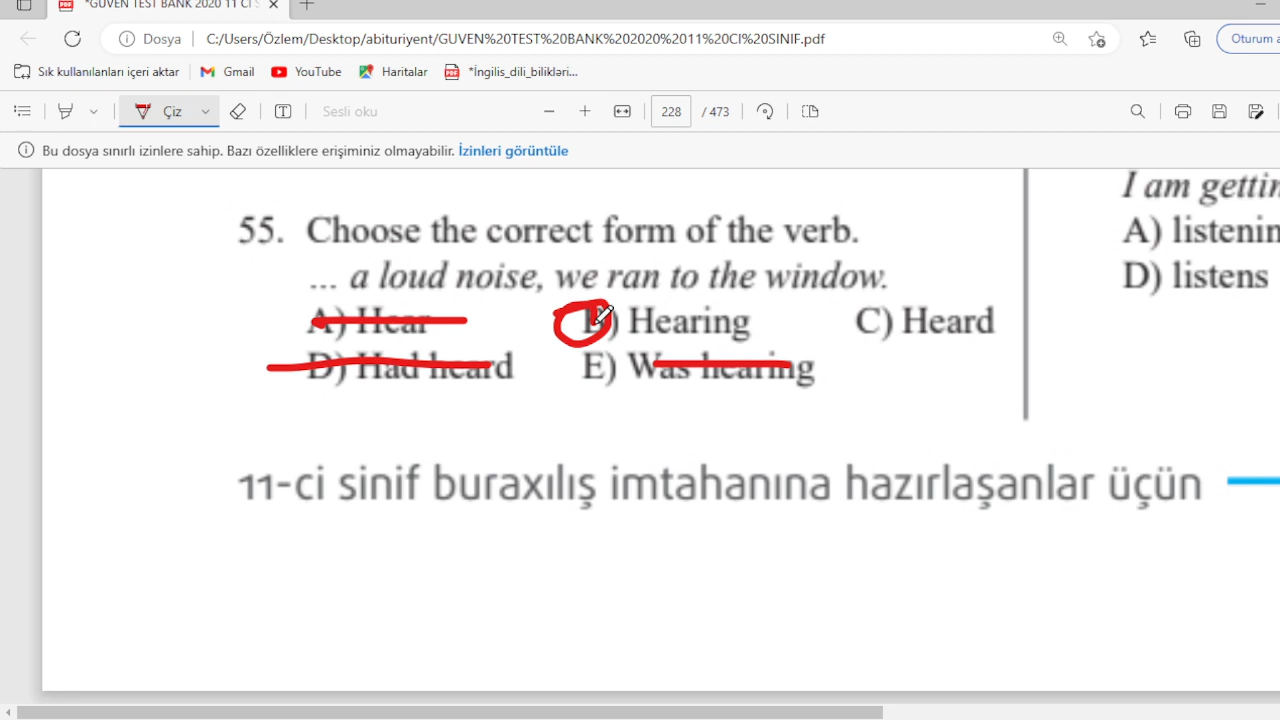 *GUVEN TEST BANK 2020 11 CI S
Dosya C:/Users/Özlem/Desktop/abituriyent/GUVEN%20TEST%20BANK%202020%2011%20CI%20SINIF.pdf Oturum a
Sık kullanılanları içeri aktar Gmail YouTube Haritalar *İngilis_dili_bilikləri...
Çiz Sesli oku 228 / 473
Bu dosya sınırlı izinlere sahip. Bazı özelliklere erişiminiz olmayabilir. İzinleri görüntüle
55. Choose the correct form of the verb.
... a loud noise, we ran to the window.
A) Hear B) Hearing C) Heard
D) Had heard E) Was hearing
I am gettin
A) listenin
D) listens
11-ci sinif buraxılış imtahanına hazırlaşanlar üçün